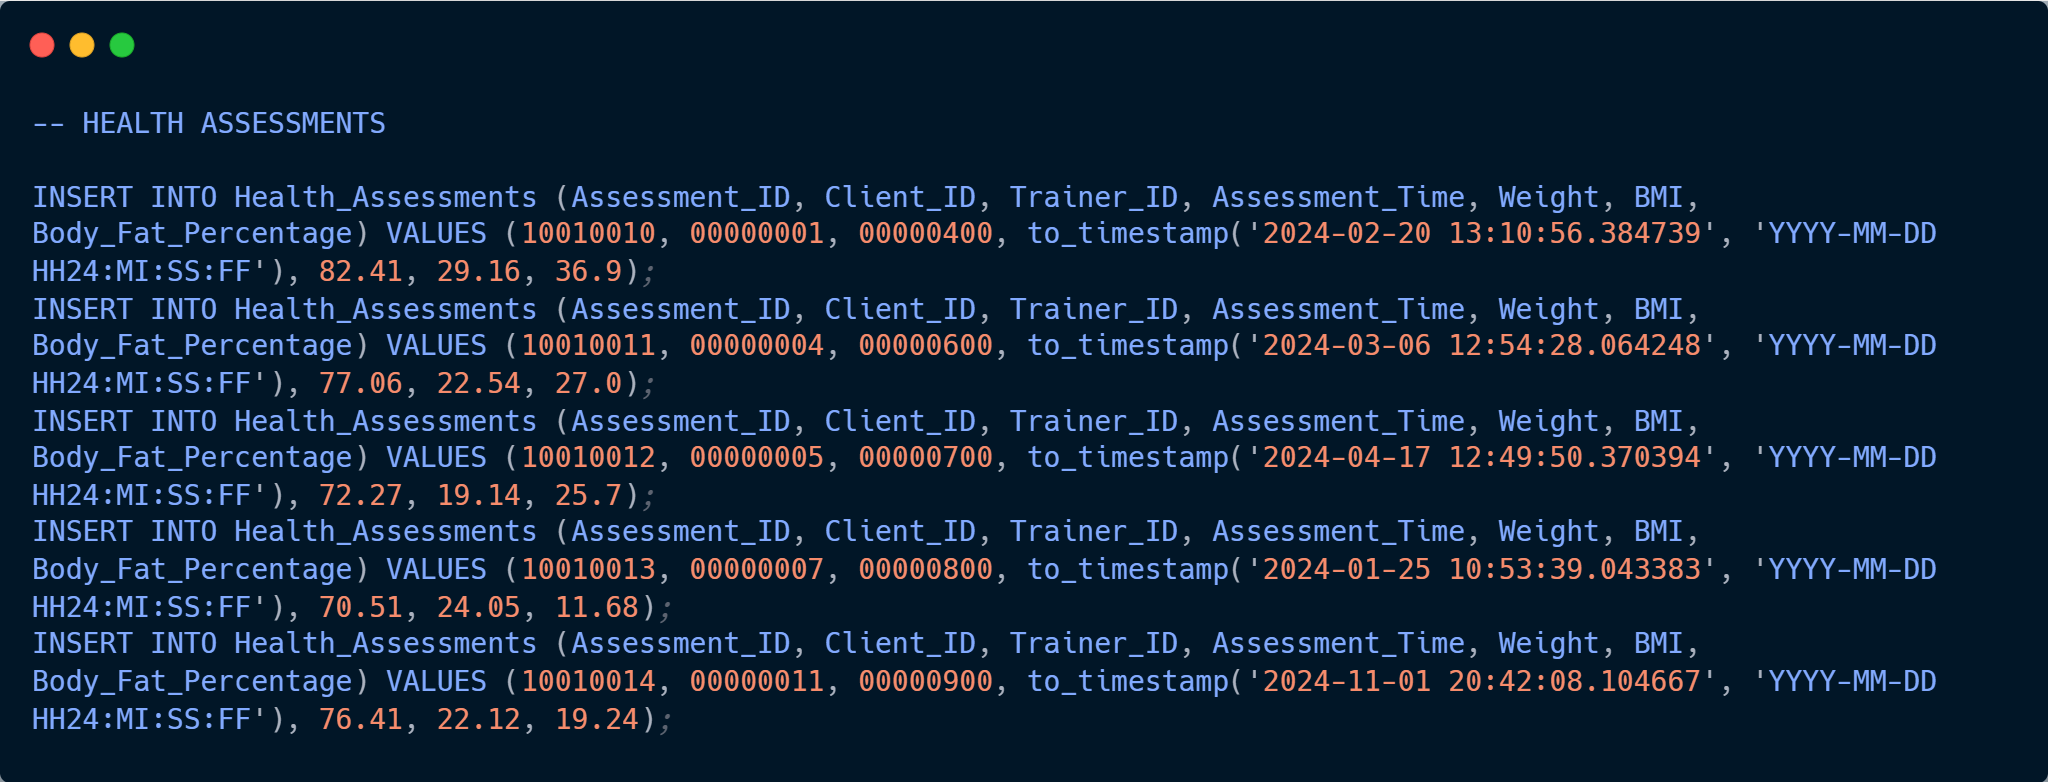 -- HEALTH ASSESSMENTS
INSERT INTO Health_Assessments (Assessment_ID, Client_ID, Trainer_ID, Assessment_Time, Weight, BMI,
Body_Fat_Percentage) VALUES (10010010, 00000001, 00000400, to_timestamp('2024-02-20 13:10:56.384739', 'YYYY-MM-DD
HH24:MI:SS:FF'), 82.41, 29.16, 36.9);
INSERT INTO Health_Assessments (Assessment_ID, Client_ID, Trainer_ID, Assessment_Time, Weight, BMI,
Body_Fat_Percentage) VALUES (10010011, 00000004, 00000600, to_timestamp('2024-03-06 12:54:28.064248', 'YYYY-MM-DD
HH24:MI:SS:FF'), 77.06, 22.54, 27.0);
INSERT INTO Health_Assessments (Assessment_ID, Client_ID, Trainer_ID, Assessment_Time, Weight, BMI,
Body_Fat_Percentage) VALUES (10010012, 00000005, 00000700, to_timestamp('2024-04-17 12:49:50.370394', 'YYYY-MM-DD
HH24:MI:SS:FF'), 72.27, 19.14, 25.7);
INSERT INTO Health_Assessments (Assessment_ID, Client_ID, Trainer_ID, Assessment_Time, Weight, BMI,
Body_Fat_Percentage) VALUES (10010013, 00000007, 00000800, to_timestamp('2024-01-25 10:53:39.043383', 'YYYY-MM-DD
HH24:MI:SS:FF'), 70.51, 24.05, 11.68);
INSERT INTO Health_Assessments (Assessment_ID, Client_ID, Trainer_ID, Assessment_Time, Weight, BMI,
Body_Fat_Percentage) VALUES (10010014, 00000011, 00000900, to_timestamp('2024-11-01 20:42:08.104667', 'YYYY-MM-DD
HH24:MI:SS:FF'), 76.41, 22.12, 19.24);